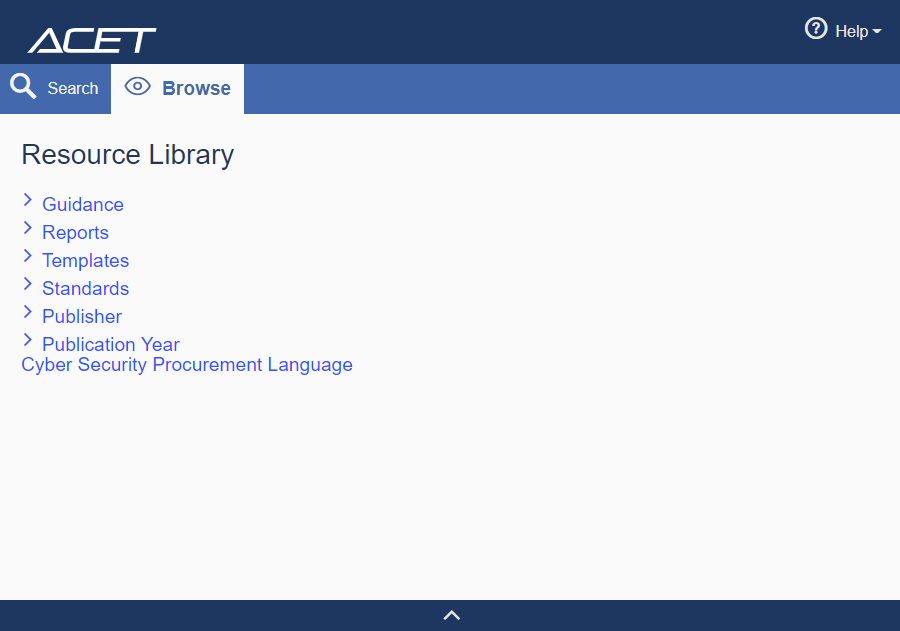 ACET
Help
Search
Browse
Resource Library
Guidance
Reports
Templates
Standards
Publisher
Publication Year
Cyber Security Procurement Language